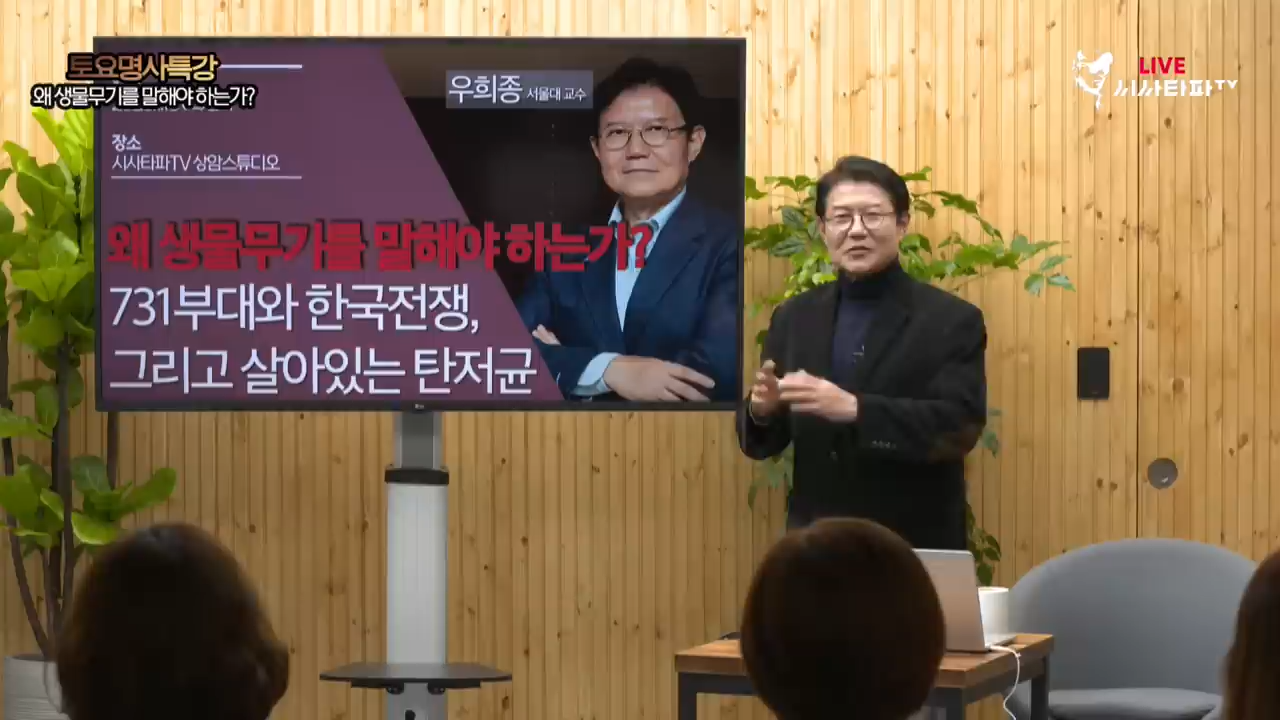 토요명사특강
왜 생물무기를 말해야 하는가?
LIVE
시사타파TV
우희종 서울대 교수
장소
시사타파TV 상암스튜디오
왜 생물무기를 말해야 하는가?
731부대와 한국전쟁,
그리고 살아있는 탄저균